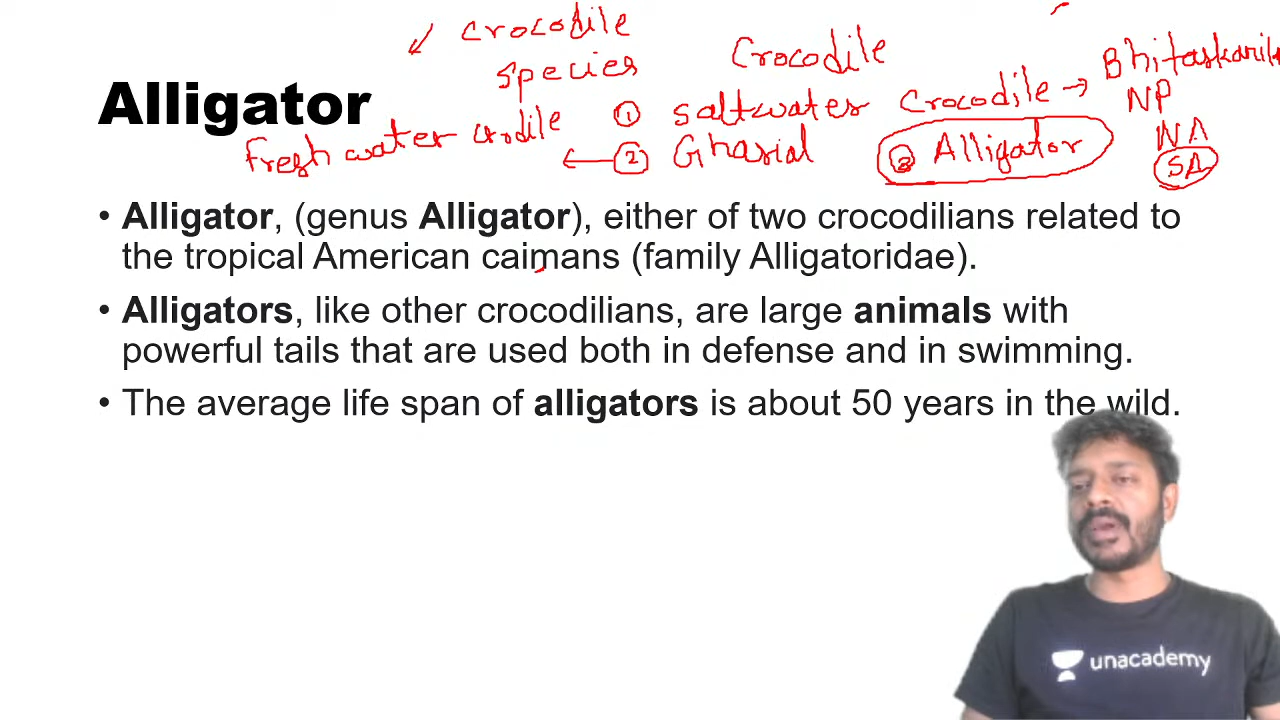 crocodile
species
Crocodile
Alligator
① saltwater Crocodile →
NP
Fresh water crodile
② Gharial
③ Alligator
NA
SA
• Alligator, (genus Alligator), either of two crocodilians related to
the tropical American caimans (family Alligatoridae).
• Alligators, like other crocodilians, are large animals with
powerful tails that are used both in defense and in swimming.
• The average life span of alligators is about 50 years in the wild.
unacademy